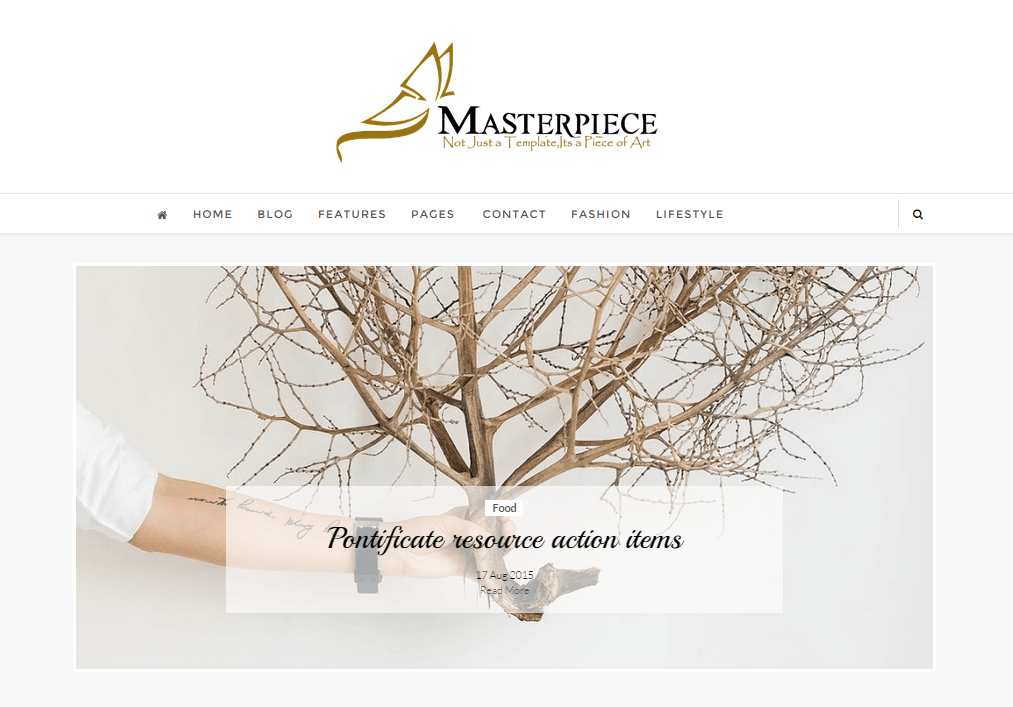 MASTERPIECE
Not Just a Template,Its a Piece of Art
HOME BLOG FEATURES PAGES CONTACT FASHION LIFESTYLE
Food
Pontificate resource action items
17 Aug 2015
Read More